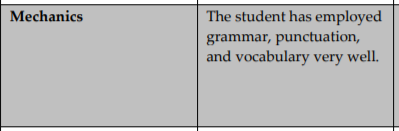 Mechanics
The student has employed
grammar, punctuation,
and vocabulary very well.